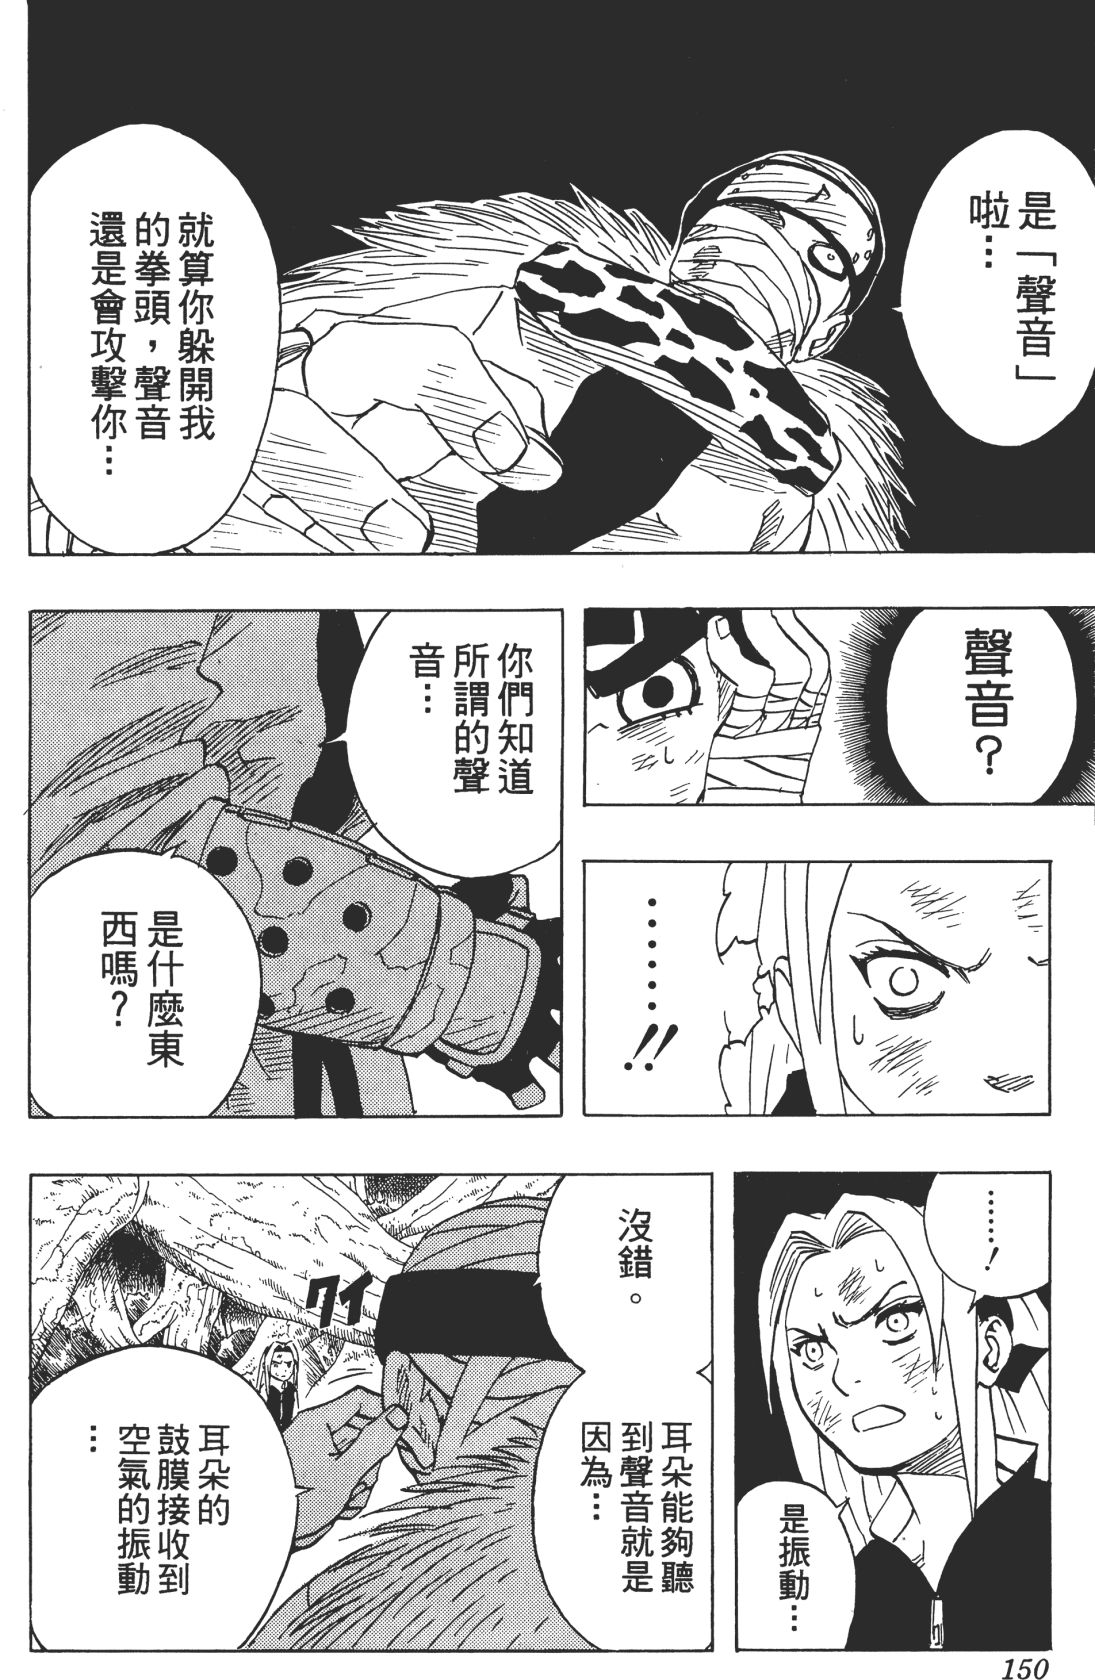 是「聲音」
啦…
就算你躲開我
的拳頭，聲音
還是會攻擊你…
聲音？
你們知道
所謂的聲
音…
是什麼東
西嗎？
………!!
……！
是振動…
沒錯。
耳朵能夠聽
到聲音就是
因為…
クイ
耳朵的
鼓膜接收到
空氣的振動
…
150